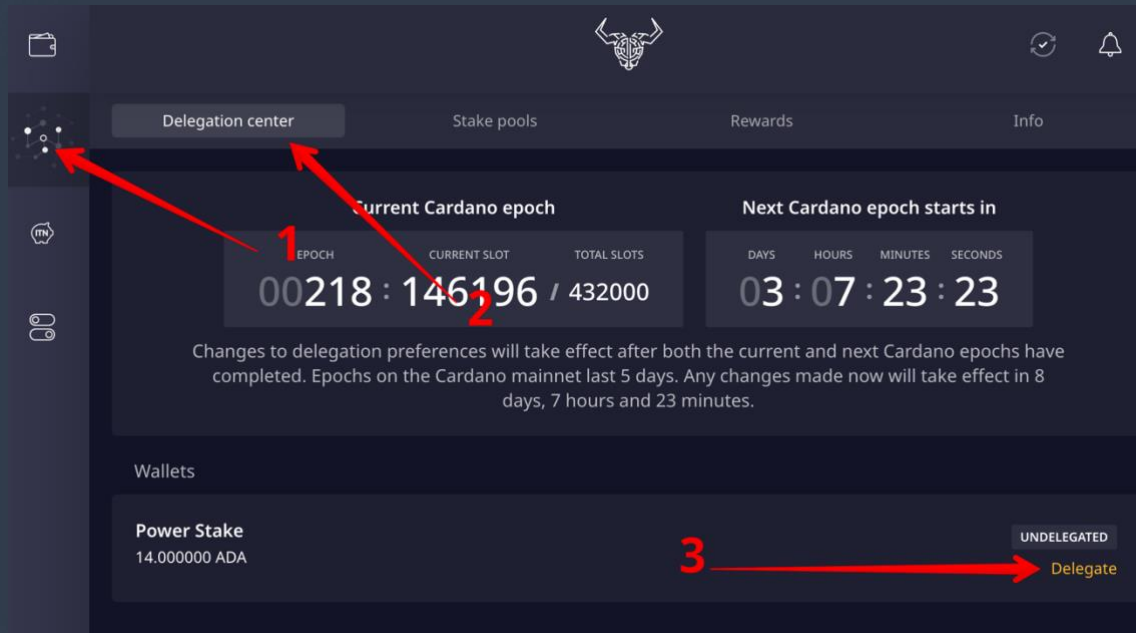 Delegation center
Stake pools
Rewards
Info
Current Cardano epoch
EPOCH
CURRENT SLOT
TOTAL SLOTS
00218 : 146196 / 432000
Next Cardano epoch starts in
DAYS
HOURS
MINUTES
SECONDS
03 : 07 : 23 : 23
Changes to delegation preferences will take effect after both the current and next Cardano epochs have
completed. Epochs on the Cardano mainnet last 5 days. Any changes made now will take effect in 8
days, 7 hours and 23 minutes.
ITN
Wallets
Power Stake
14.000000 ADA
UNDELEGATED
Delegate
1
2
3